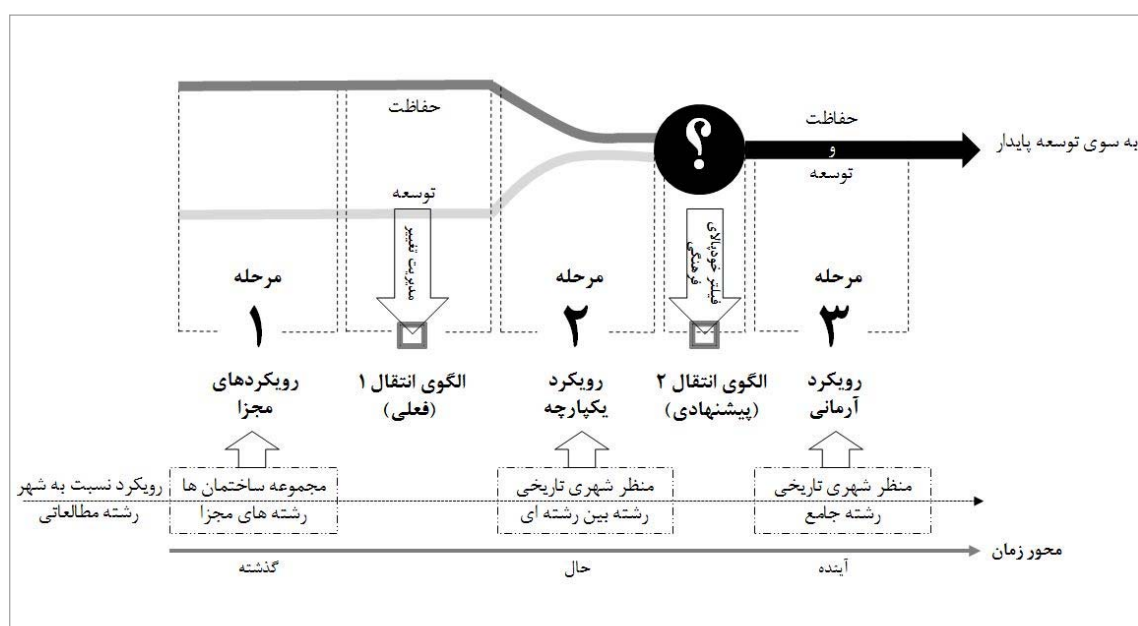 حفاظت
توسعه
؟
حفاظت
و
توسعه
به سوی توسعه پایدار
مدیریت تغییر
فیلتر خودپالای
فرهنگی
مرحله
۱
مرحله
۲
مرحله
۳
رویکردهای
مجزا
الگوی انتقال ۱
(فعلی)
رویکرد
یکپارچه
الگوی انتقال ۲
(پیشنهادی)
رویکرد
آرمانی
رویکرد نسبت به شهر
مجموعه ساختمان ها
منظر شهری تاریخی
منظر شهری تاریخی
رشته مطالعاتی
رشته های مجزا
رشته بین رشته ای
رشته جامع
محور زمان
گذشته
حال
آینده